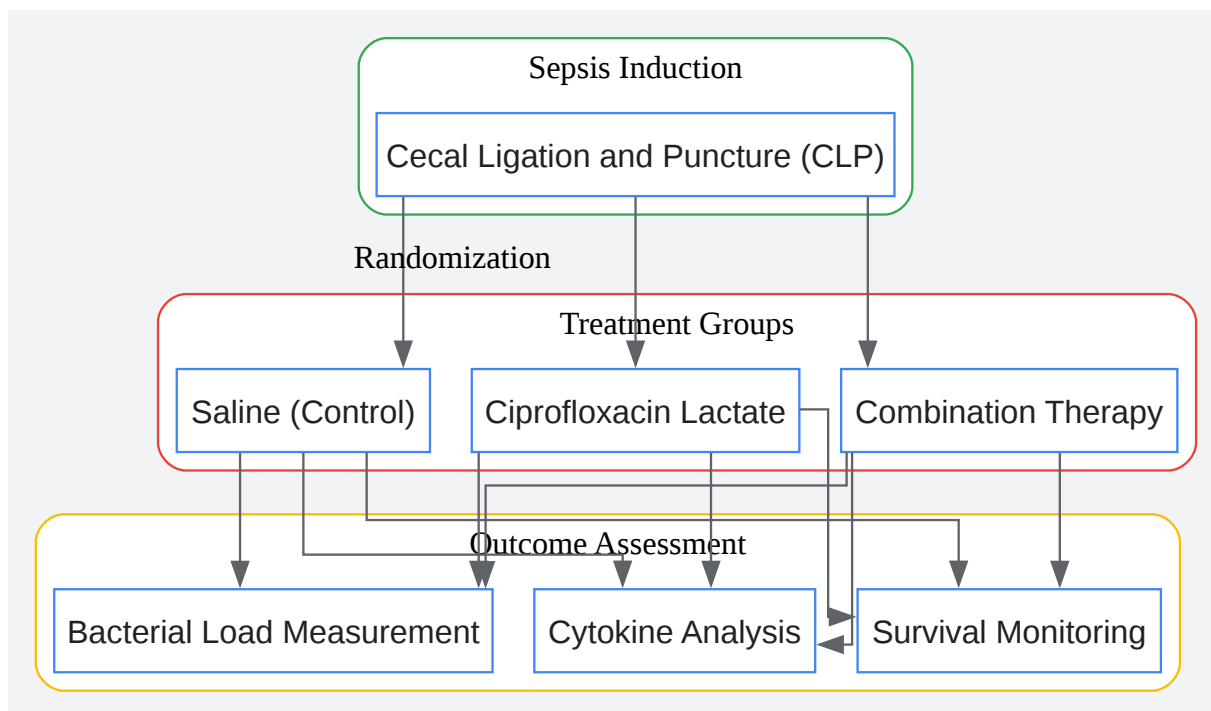 Sepsis Induction
Cecal Ligation and Puncture (CLP)
Randomization
Treatment Groups
Saline (Control)
Ciprofloxacin Lactate
Combination Therapy
Outcome Assessment
Bacterial Load Measurement
Cytokine Analysis
Survival Monitoring